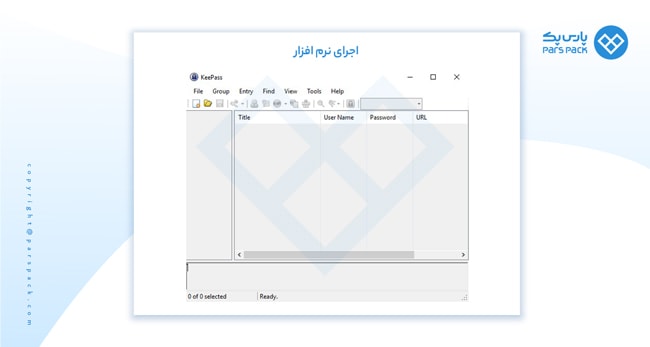 پارس پک
PARS PACK
اجرای نرم افزار
KeePass
File Group Entry Find View Tools Help
Title User Name Password URL
0 of 0 selected Ready.
copyright@parspack.com